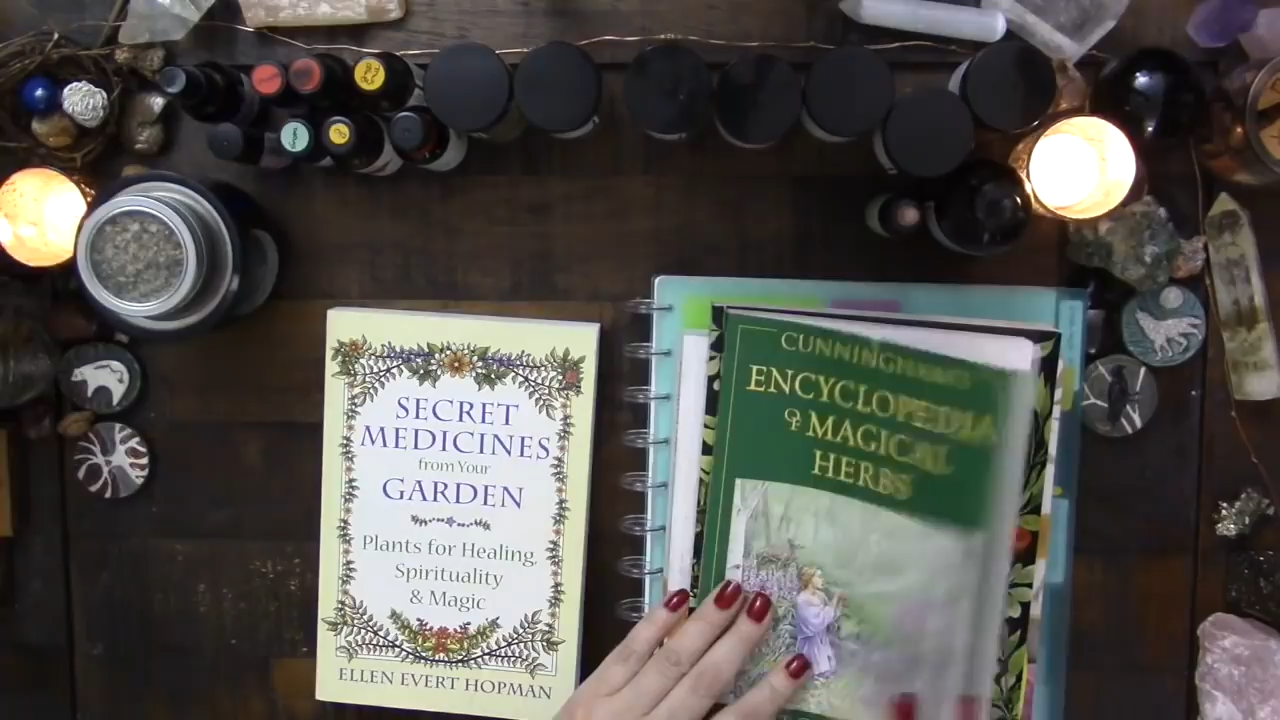 SECRET
MEDICINES
from Your
GARDEN
Plants for Healing,
Spirituality
& Magic
ELLEN EVERT HOPMAN
CUNNINGHAM'S
ENCYCLOPEDIA
of MAGICAL
HERBS